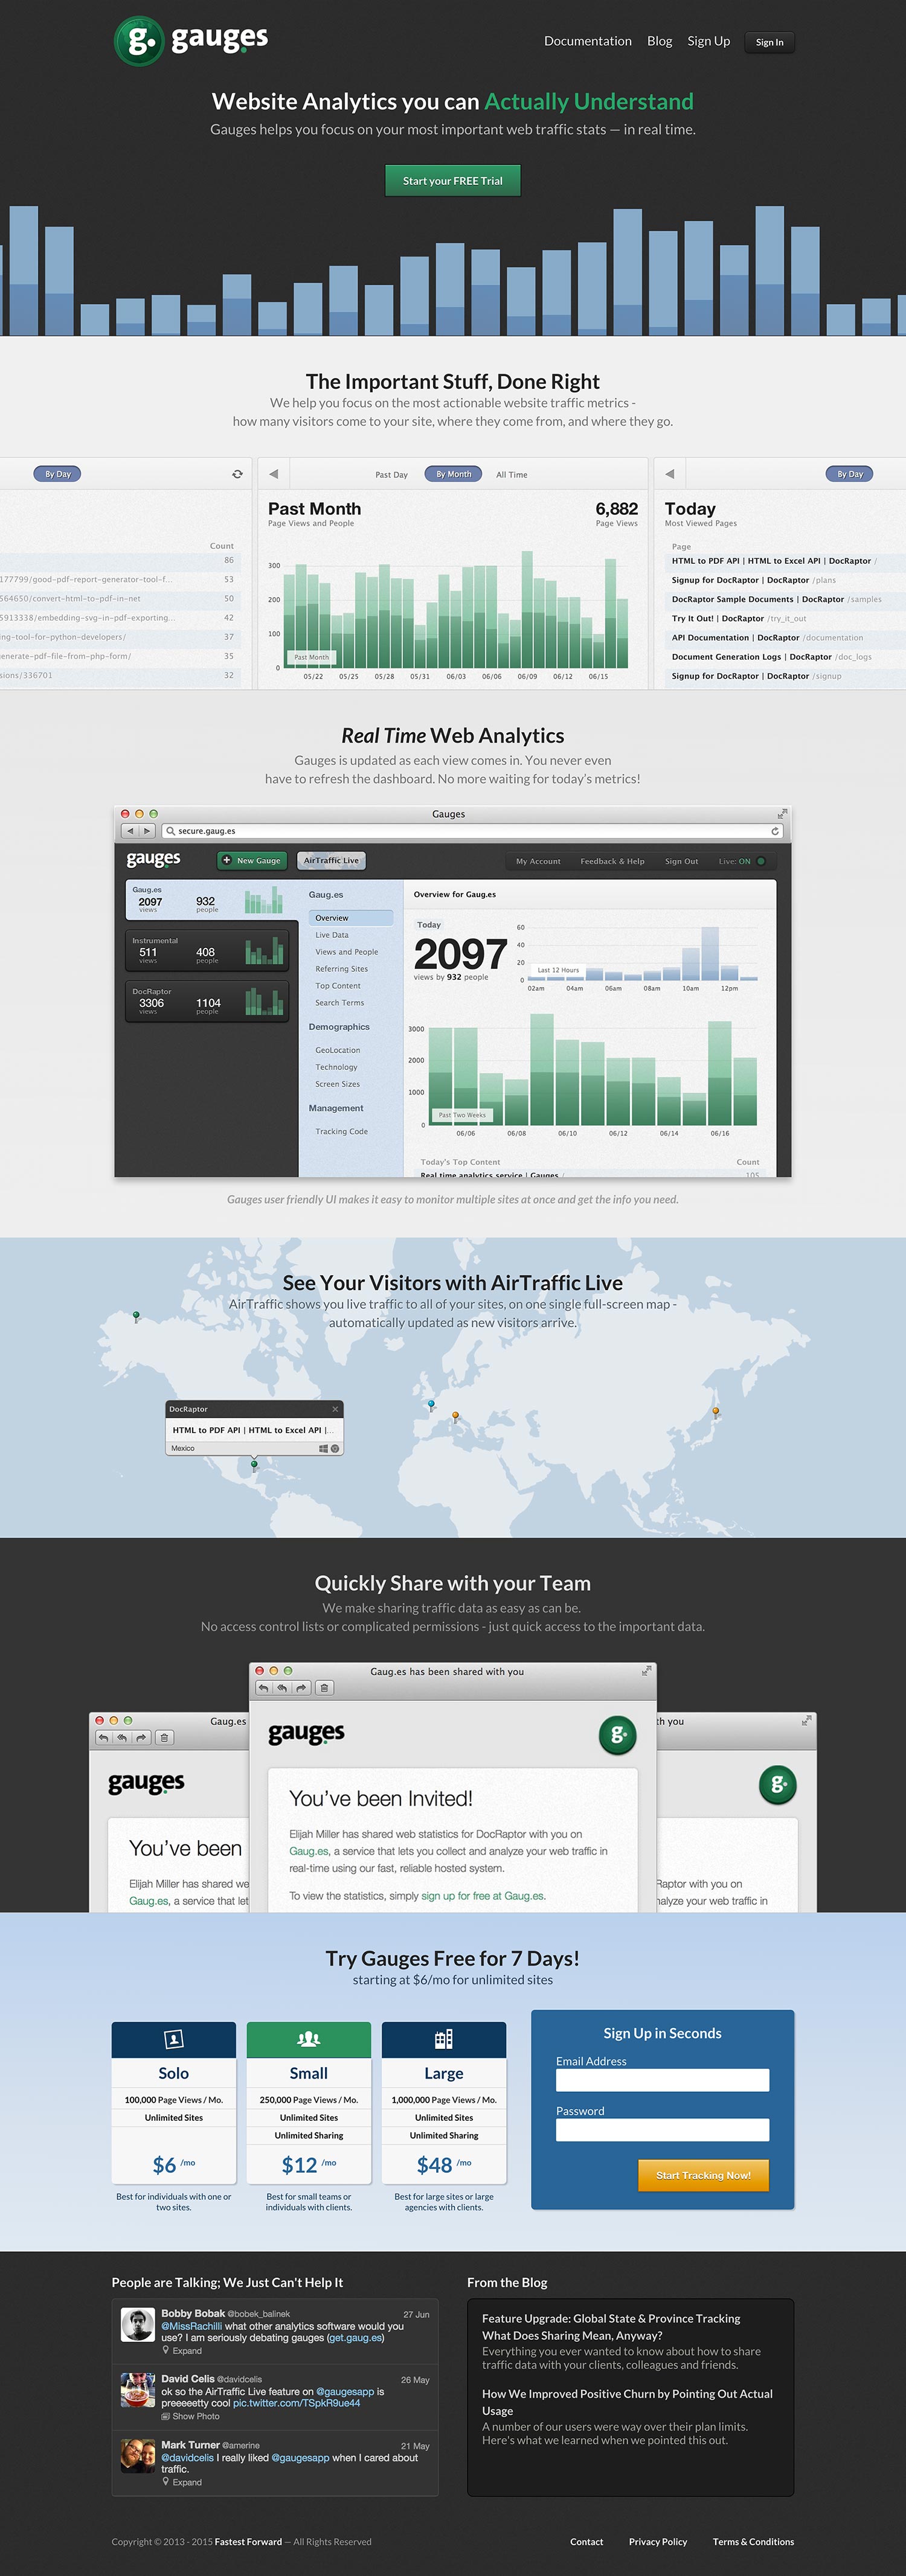 g. gauges
Documentation Blog Sign Up Sign In
Website Analytics you can Actually Understand
Gauges helps you focus on your most important web traffic stats — in real time.
Start your FREE Trial
The Important Stuff, Done Right
We help you focus on the most actionable website traffic metrics -
how many visitors come to your site, where they come from, and where they go.
By Day
Count
86
177799/good-pdf-report-generator-tool-f... 53
564650/convert-html-to-pdf-in-net 50
5913338/embedding-svg-in-pdf-exporting... 42
ing-tool-for-python-developers/ 37
enerate-pdf-file-from-php-form/ 35
sions/336701 32
Past Day By Month All Time
Past Month 6,882
Page Views and People Page Views
300
200
100
0
Past Month
05/22 05/25 05/28 05/31 06/03 06/06 06/09 06/12 06/15
By Day
Today
Most Viewed Pages
Page
HTML to PDF API | HTML to Excel API | DocRaptor /
Signup for DocRaptor | DocRaptor /plans
DocRaptor Sample Documents | DocRaptor /samples
Try It Out! | DocRaptor /try_it_out
API Documentation | DocRaptor /documentation
Document Generation Logs | DocRaptor /doc_logs
Signup for DocRaptor | DocRaptor /signup
Real Time Web Analytics
Gauges is updated as each view comes in. You never even
have to refresh the dashboard. No more waiting for today's metrics!
Gauges
secure.gaug.es
gauges New Gauge AirTraffic Live My Account Feedback & Help Sign Out Live: ON
Gaug.es
2097 932
views people
Instrumental
511 408
views people
DocRaptor
3306 1104
views people
Gaug.es
Overview
Live Data
Views and People
Referring Sites
Top Content
Search Terms
Demographics
GeoLocation
Technology
Screen Sizes
Management
Tracking Code
Overview for Gaug.es
Today
2097
views by 932 people
60
40
20
0
Last 12 Hours
02am 04am 06am 08am 10am 12pm
3000
2000
1000
0
Past Two Weeks
06/06 06/08 06/10 06/12 06/14 06/16
Today's Top Content Count
Real time analytics service | Gauges / 105
Gauges user friendly UI makes it easy to monitor multiple sites at once and get the info you need.
See Your Visitors with AirTraffic Live
AirTraffic shows you live traffic to all of your sites, on one single full-screen map -
automatically updated as new visitors arrive.
DocRaptor
HTML to PDF API | HTML to Excel API |...
Mexico
Quickly Share with your Team
We make sharing traffic data as easy as can be.
No access control lists or complicated permissions - just quick access to the important data.
Gaug.es has been shared with you
gauges g.
You've been Invited!
Elijah Miller has shared web statistics for DocRaptor with you on
Gaug.es, a service that lets you collect and analyze your web traffic in
real-time using our fast, reliable hosted system.
To view the statistics, simply sign up for free at Gaug.es.
Gaug.es
gauges
You've been
Elijah Miller has shared we
Gaug.es, a service that let
th you
g.
Raptor with you on
nalyze your web traffic in
Try Gauges Free for 7 Days!
starting at $6/mo for unlimited sites
Solo
100,000 Page Views / Mo.
Unlimited Sites
$6 /mo
Best for individuals with one or
two sites.
Small
250,000 Page Views / Mo.
Unlimited Sites
Unlimited Sharing
$12 /mo
Best for small teams or
individuals with clients.
Large
1,000,000 Page Views / Mo.
Unlimited Sites
Unlimited Sharing
$48 /mo
Best for large sites or large
agencies with clients.
Sign Up in Seconds
Email Address
Password
Start Tracking Now!
People are Talking; We Just Can't Help It
Bobby Bobak @bobek_balinek 27 Jun
@MissRachilli what other analytics software would you
use? I am seriously debating gauges (get.gaug.es)
Expand
David Celis @davidcelis 26 May
ok so the AirTraffic Live feature on @gaugesapp is
preeeeetty cool pic.twitter.com/TSpkR9ue44
Show Photo
Mark Turner @amerine 21 May
@davidcelis I really liked @gaugesapp when I cared about
traffic.
Expand
From the Blog
Feature Upgrade: Global State & Province Tracking
What Does Sharing Mean, Anyway?
Everything you ever wanted to know about how to share
traffic data with your clients, colleagues and friends.
How We Improved Positive Churn by Pointing Out Actual
Usage
A number of our users were way over their plan limits.
Here's what we learned when we pointed this out.
Copyright © 2013 - 2015 Fastest Forward — All Rights Reserved
Contact Privacy Policy Terms & Conditions